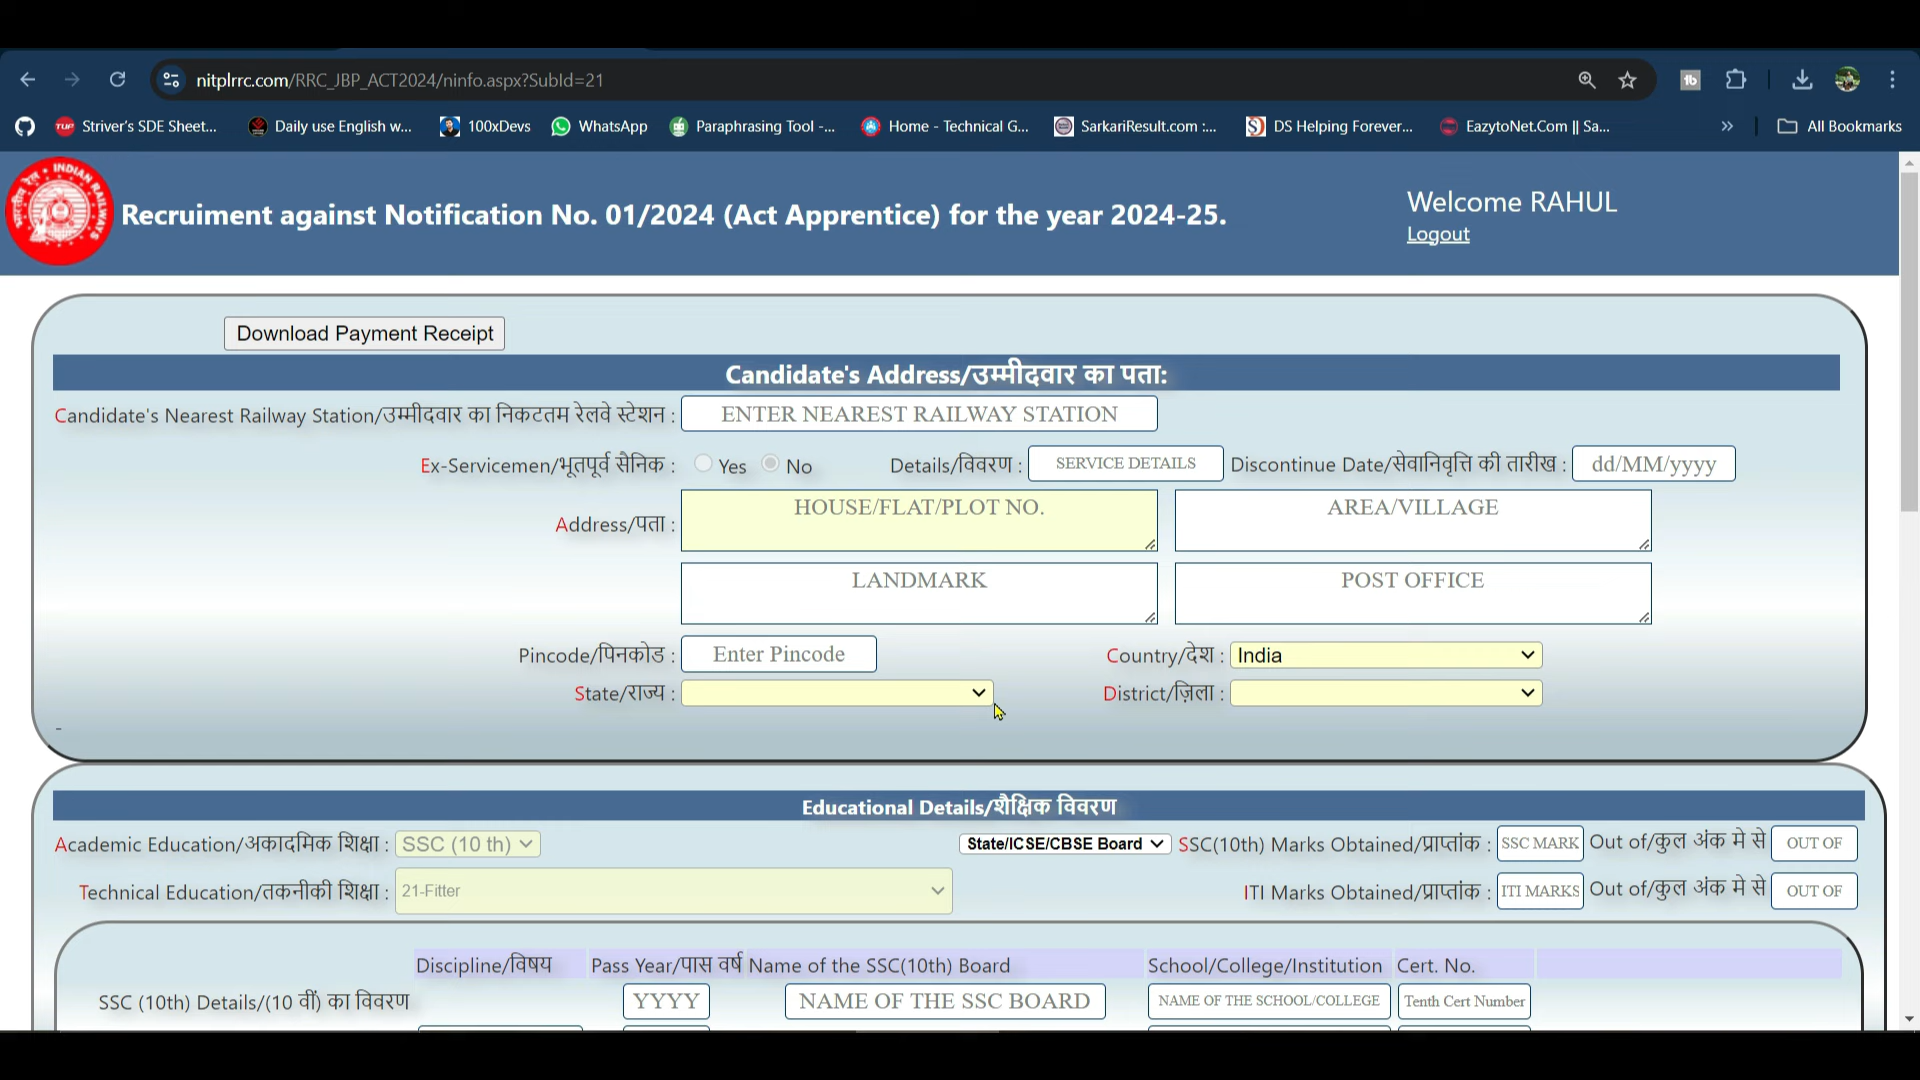 nitplrrc.com/RRC_JBP_ACT2024/ninfo.aspx?SubId=21
Striver's SDE Sheet... Daily use English w... 100xDevs WhatsApp Paraphrasing Tool -... Home - Technical G... SarkariResult.com :... DS Helping Forever... EazytoNet.Com || Sa... » All Bookmarks
Recruiment against Notification No. 01/2024 (Act Apprentice) for the year 2024-25.
Welcome RAHUL
Logout
Download Payment Receipt
Candidate's Address/उम्मीदवार का पता:
Candidate's Nearest Railway Station/उम्मीदवार का निकटतम रेलवे स्टेशन : ENTER NEAREST RAILWAY STATION
Ex-Servicemen/भूतपूर्व सैनिक : Yes No Details/विवरण : SERVICE DETAILS Discontinue Date/सेवानिवृत्ति की तारीख : dd/MM/yyyy
Address/पता : HOUSE/FLAT/PLOT NO. AREA/VILLAGE
LANDMARK POST OFFICE
Pincode/पिनकोड : Enter Pincode Country/देश : India
State/राज्य : District/ज़िला :
-
Educational Details/शैक्षिक विवरण
Academic Education/अकादमिक शिक्षा : SSC (10 th) State/ICSE/CBSE Board SSC(10th) Marks Obtained/प्राप्तांक : SSC MARK Out of/कुल अंक मे से OUT OF
Technical Education/तकनीकी शिक्षा : 21-Fitter ITI Marks Obtained/प्राप्तांक : ITI MARKS Out of/कुल अंक मे से OUT OF
Discipline/विषय Pass Year/पास वर्ष Name of the SSC(10th) Board School/College/Institution Cert. No.
SSC (10th) Details/(10 वीं) का विवरण YYYY NAME OF THE SSC BOARD NAME OF THE SCHOOL/COLLEGE Tenth Cert Number